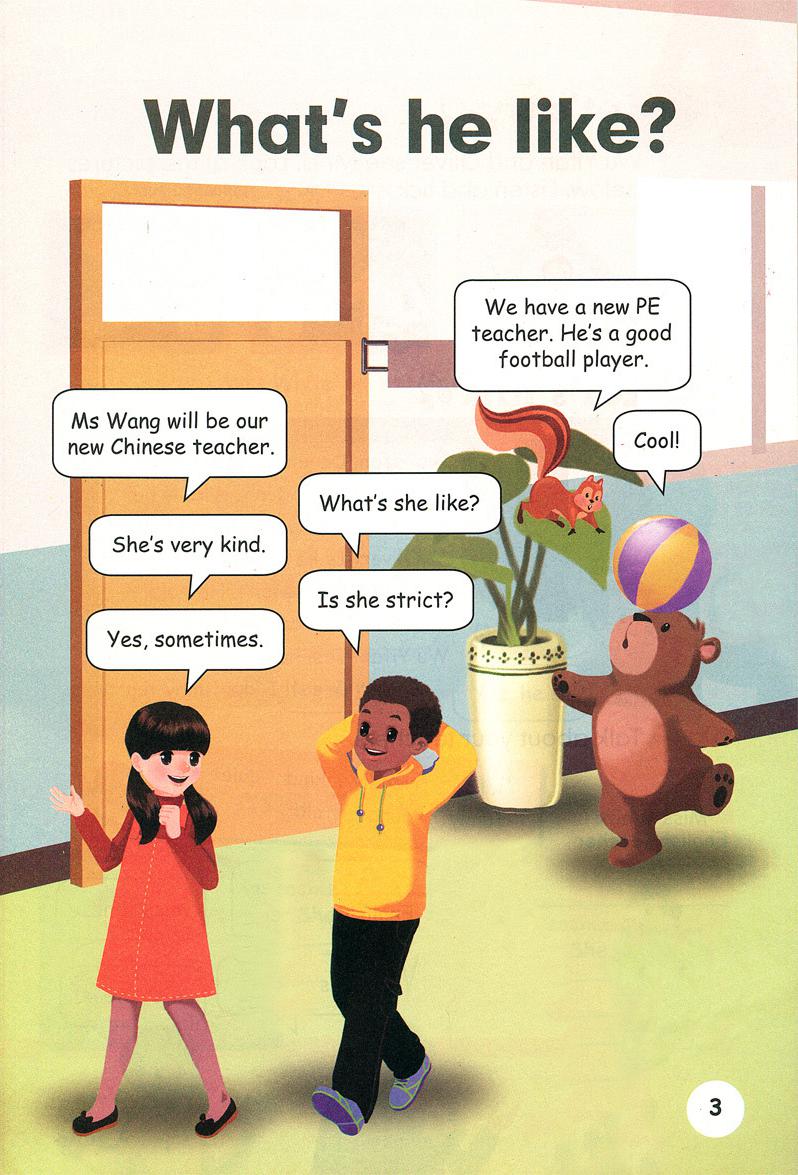 What's he like?
We have a new PE
teacher. He's a good
football player.
Cool!
Ms Wang will be our
new Chinese teacher.
What's she like?
She's very kind.
Is she strict?
Yes, sometimes.
3